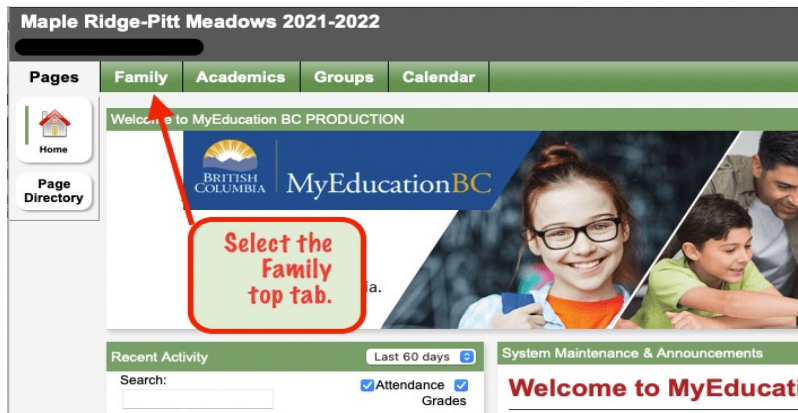 Maple Ridge-Pitt Meadows 2021-2022
Pages
Family
Academics
Groups
Calendar
Home
Page
Directory
Welcome to MyEducation BC PRODUCTION
BRITISH
COLUMBIA
MyEducationBC
Select the
Family
top tab.
Recent Activity
Last 60 days
Search:
Attendance
Grades
System Maintenance & Announcements
Welcome to